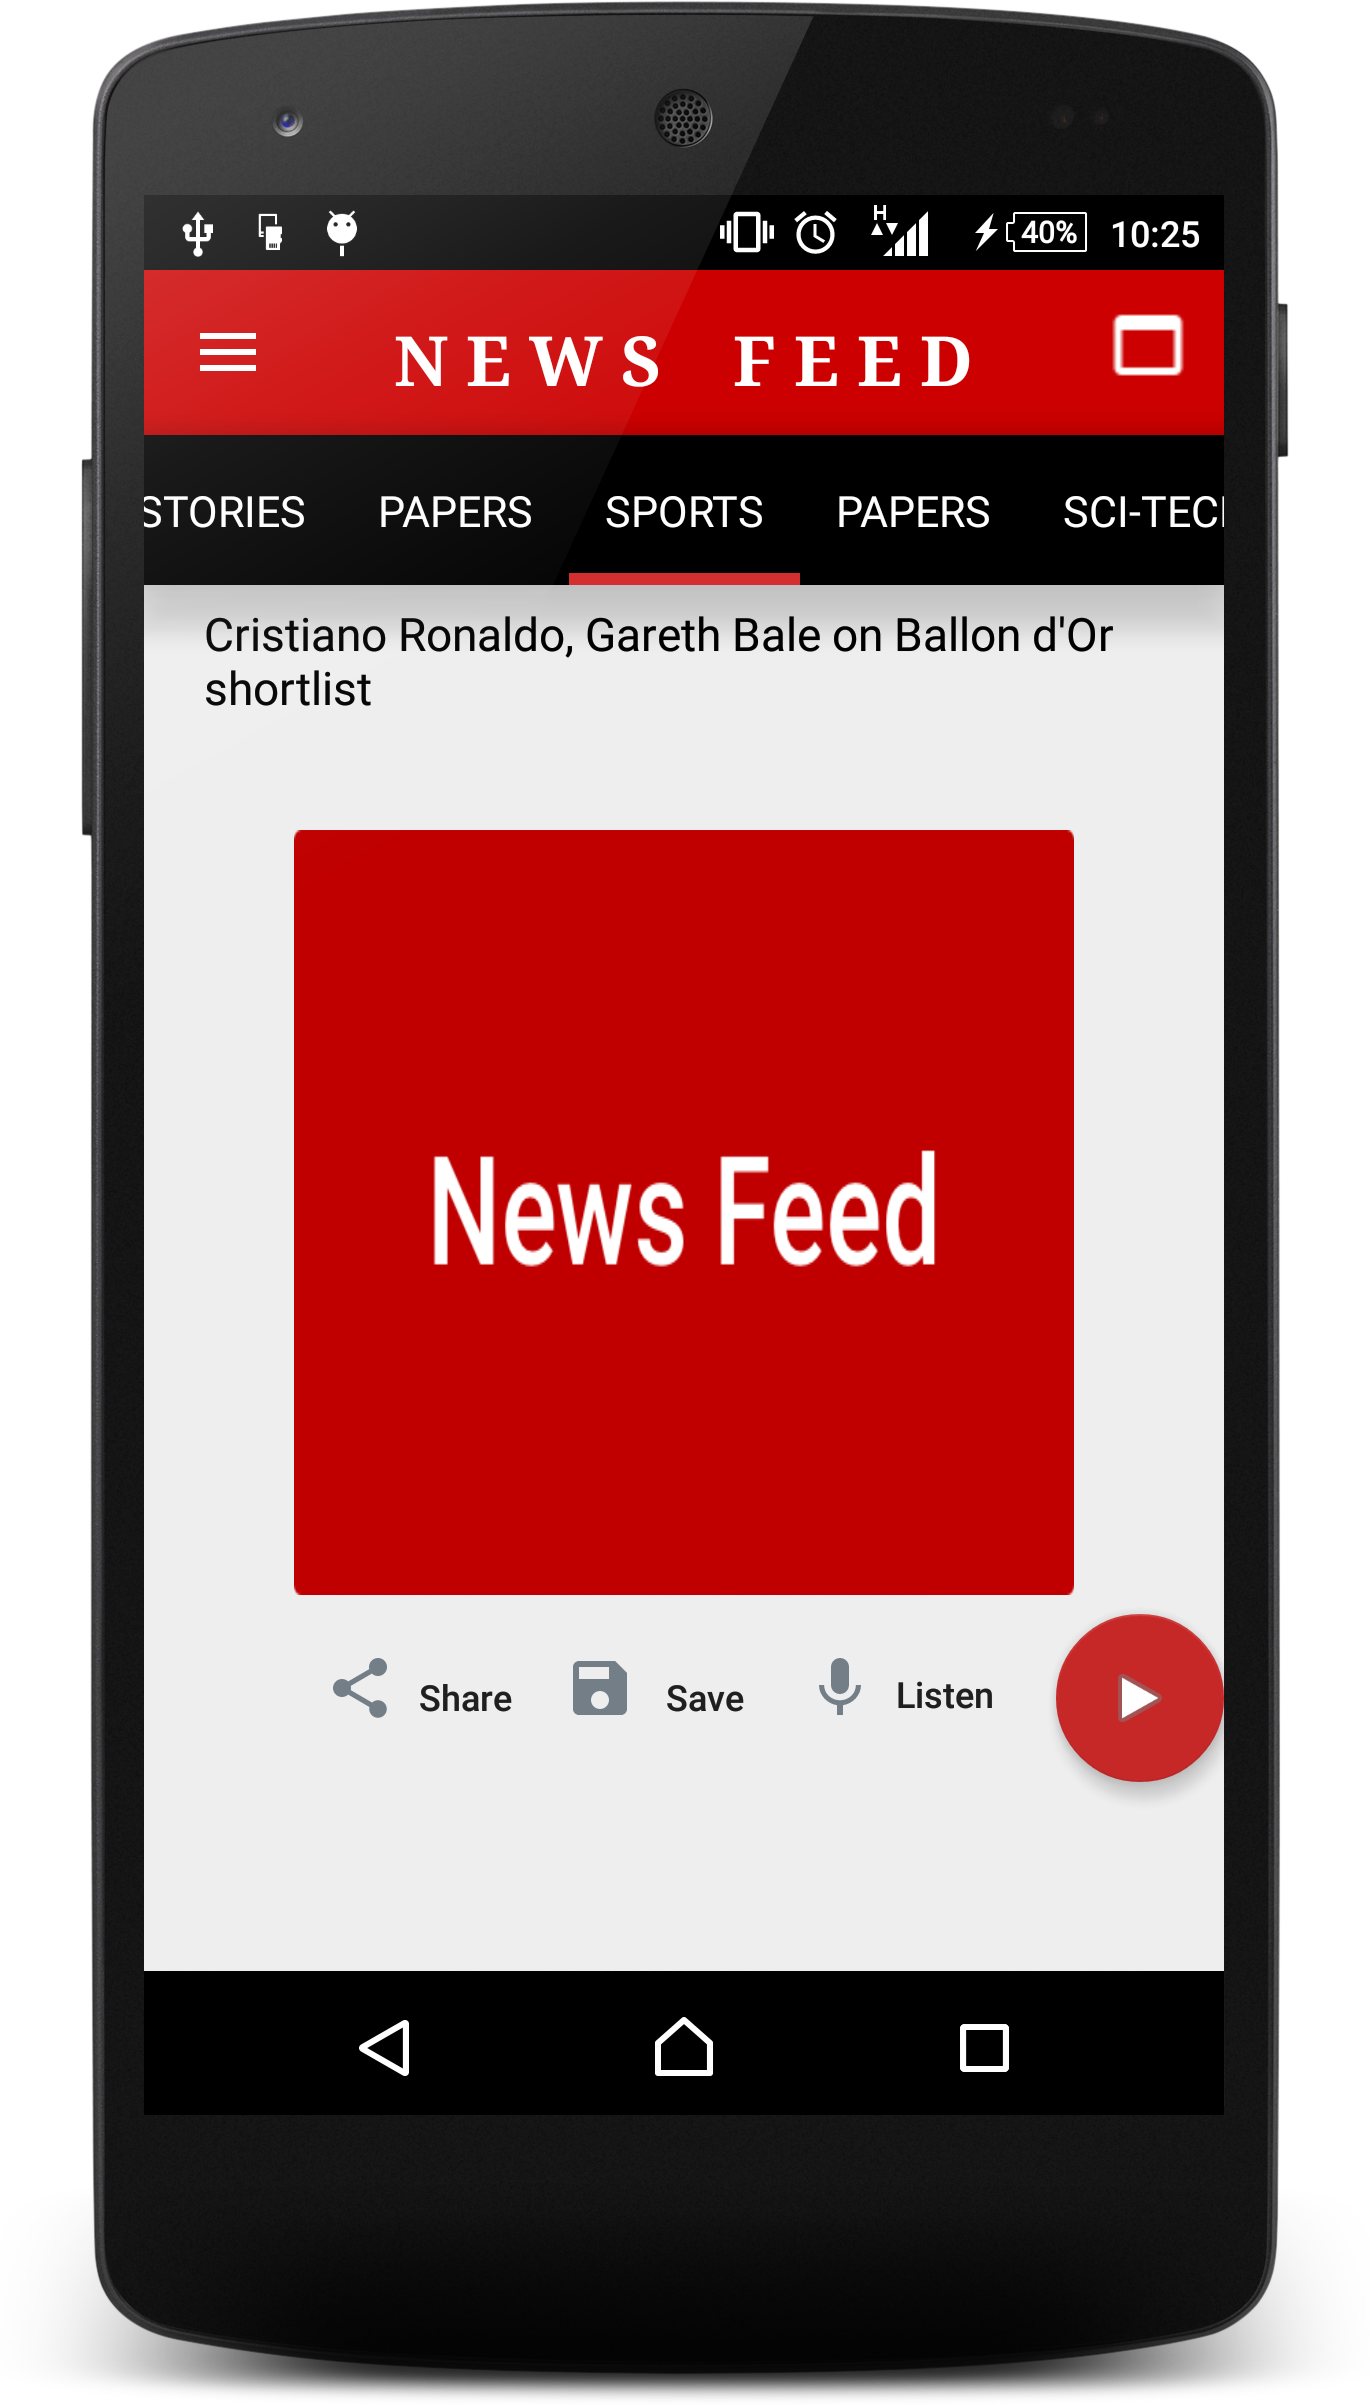 H
40%
10:25
NEWS FEED
STORIES PAPERS SPORTS PAPERS SCI-TEC
Cristiano Ronaldo, Gareth Bale on Ballon d'Or
shortlist
News Feed
Share Save Listen